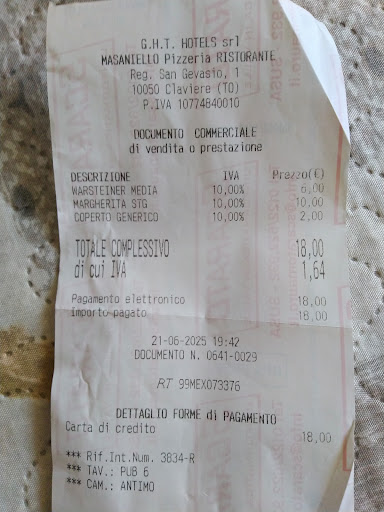 G.H.T. HOTELS srl
MASANIELLO Pizzeria RISTORANTE
Reg. San Gevasio, 1
10050 Claviere (TO)
P.IVA 10774840010
DOCUMENTO COMMERCIALE
di vendita o prestazione
DESCRIZIONE IVA Prezzo(€)
WARSTEINER MEDIA 10,00% 6,00
MARGHERITA STG 10,00% 10,00
COPERTO GENERICO 10,00% 2,00
TOTALE COMPLESSIVO 18,00
di cui IVA 1,64
Pagamento elettronico 18,00
Importo pagato 18,00
21-06-2025 19:42
DOCUMENTO N. 0641-0029
RT 99MEX073376
DETTAGLIO FORME di PAGAMENTO
Carta di credito 18,00
*** Rif.Int.Num. 3834-R
*** TAV.: PUB 6
*** CAM.: ANTIMO